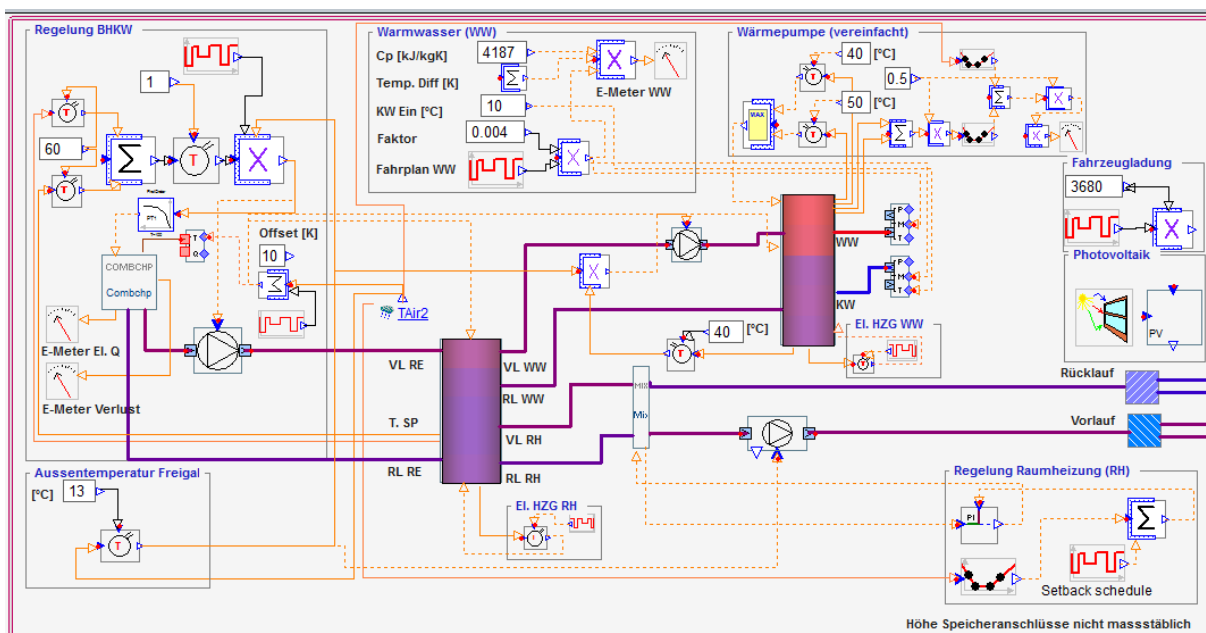 Regelung BHKW
1
60
T
Σ
T
X
T
PT1
Offset [K]
10
Σ
T
Q
COMBCHP
Combchp
E-Meter El. Q
E-Meter Verlust
TAir2
Warmwasser (WW)
Cp [kJ/kgK]
4187
Temp. Diff [K]
Σ
X
E-Meter WW
KW Ein [°C]
10
Faktor
0.004
Fahrplan WW
X
Wärmepumpe (vereinfacht)
40
[°C]
0.5
50
[°C]
MAX
T
T
Σ
X
Σ
X
X
Fahrzeugladung
3680
X
Photovoltaik
PV
WW
P
M
T
KW
P
M
T
X
40
[°C]
T
El. HZG WW
VL RE
VL WW
RL WW
T. SP
VL RH
RL RE
RL RH
MIX
Mix
Rücklauf
Vorlauf
Aussentemperatur Freigal
[°C]
13
T
El. HZG RH
Regelung Raumheizung (RH)
PI
Σ
Setback schedule
Höhe Speicheranschlüsse nicht massstäblich